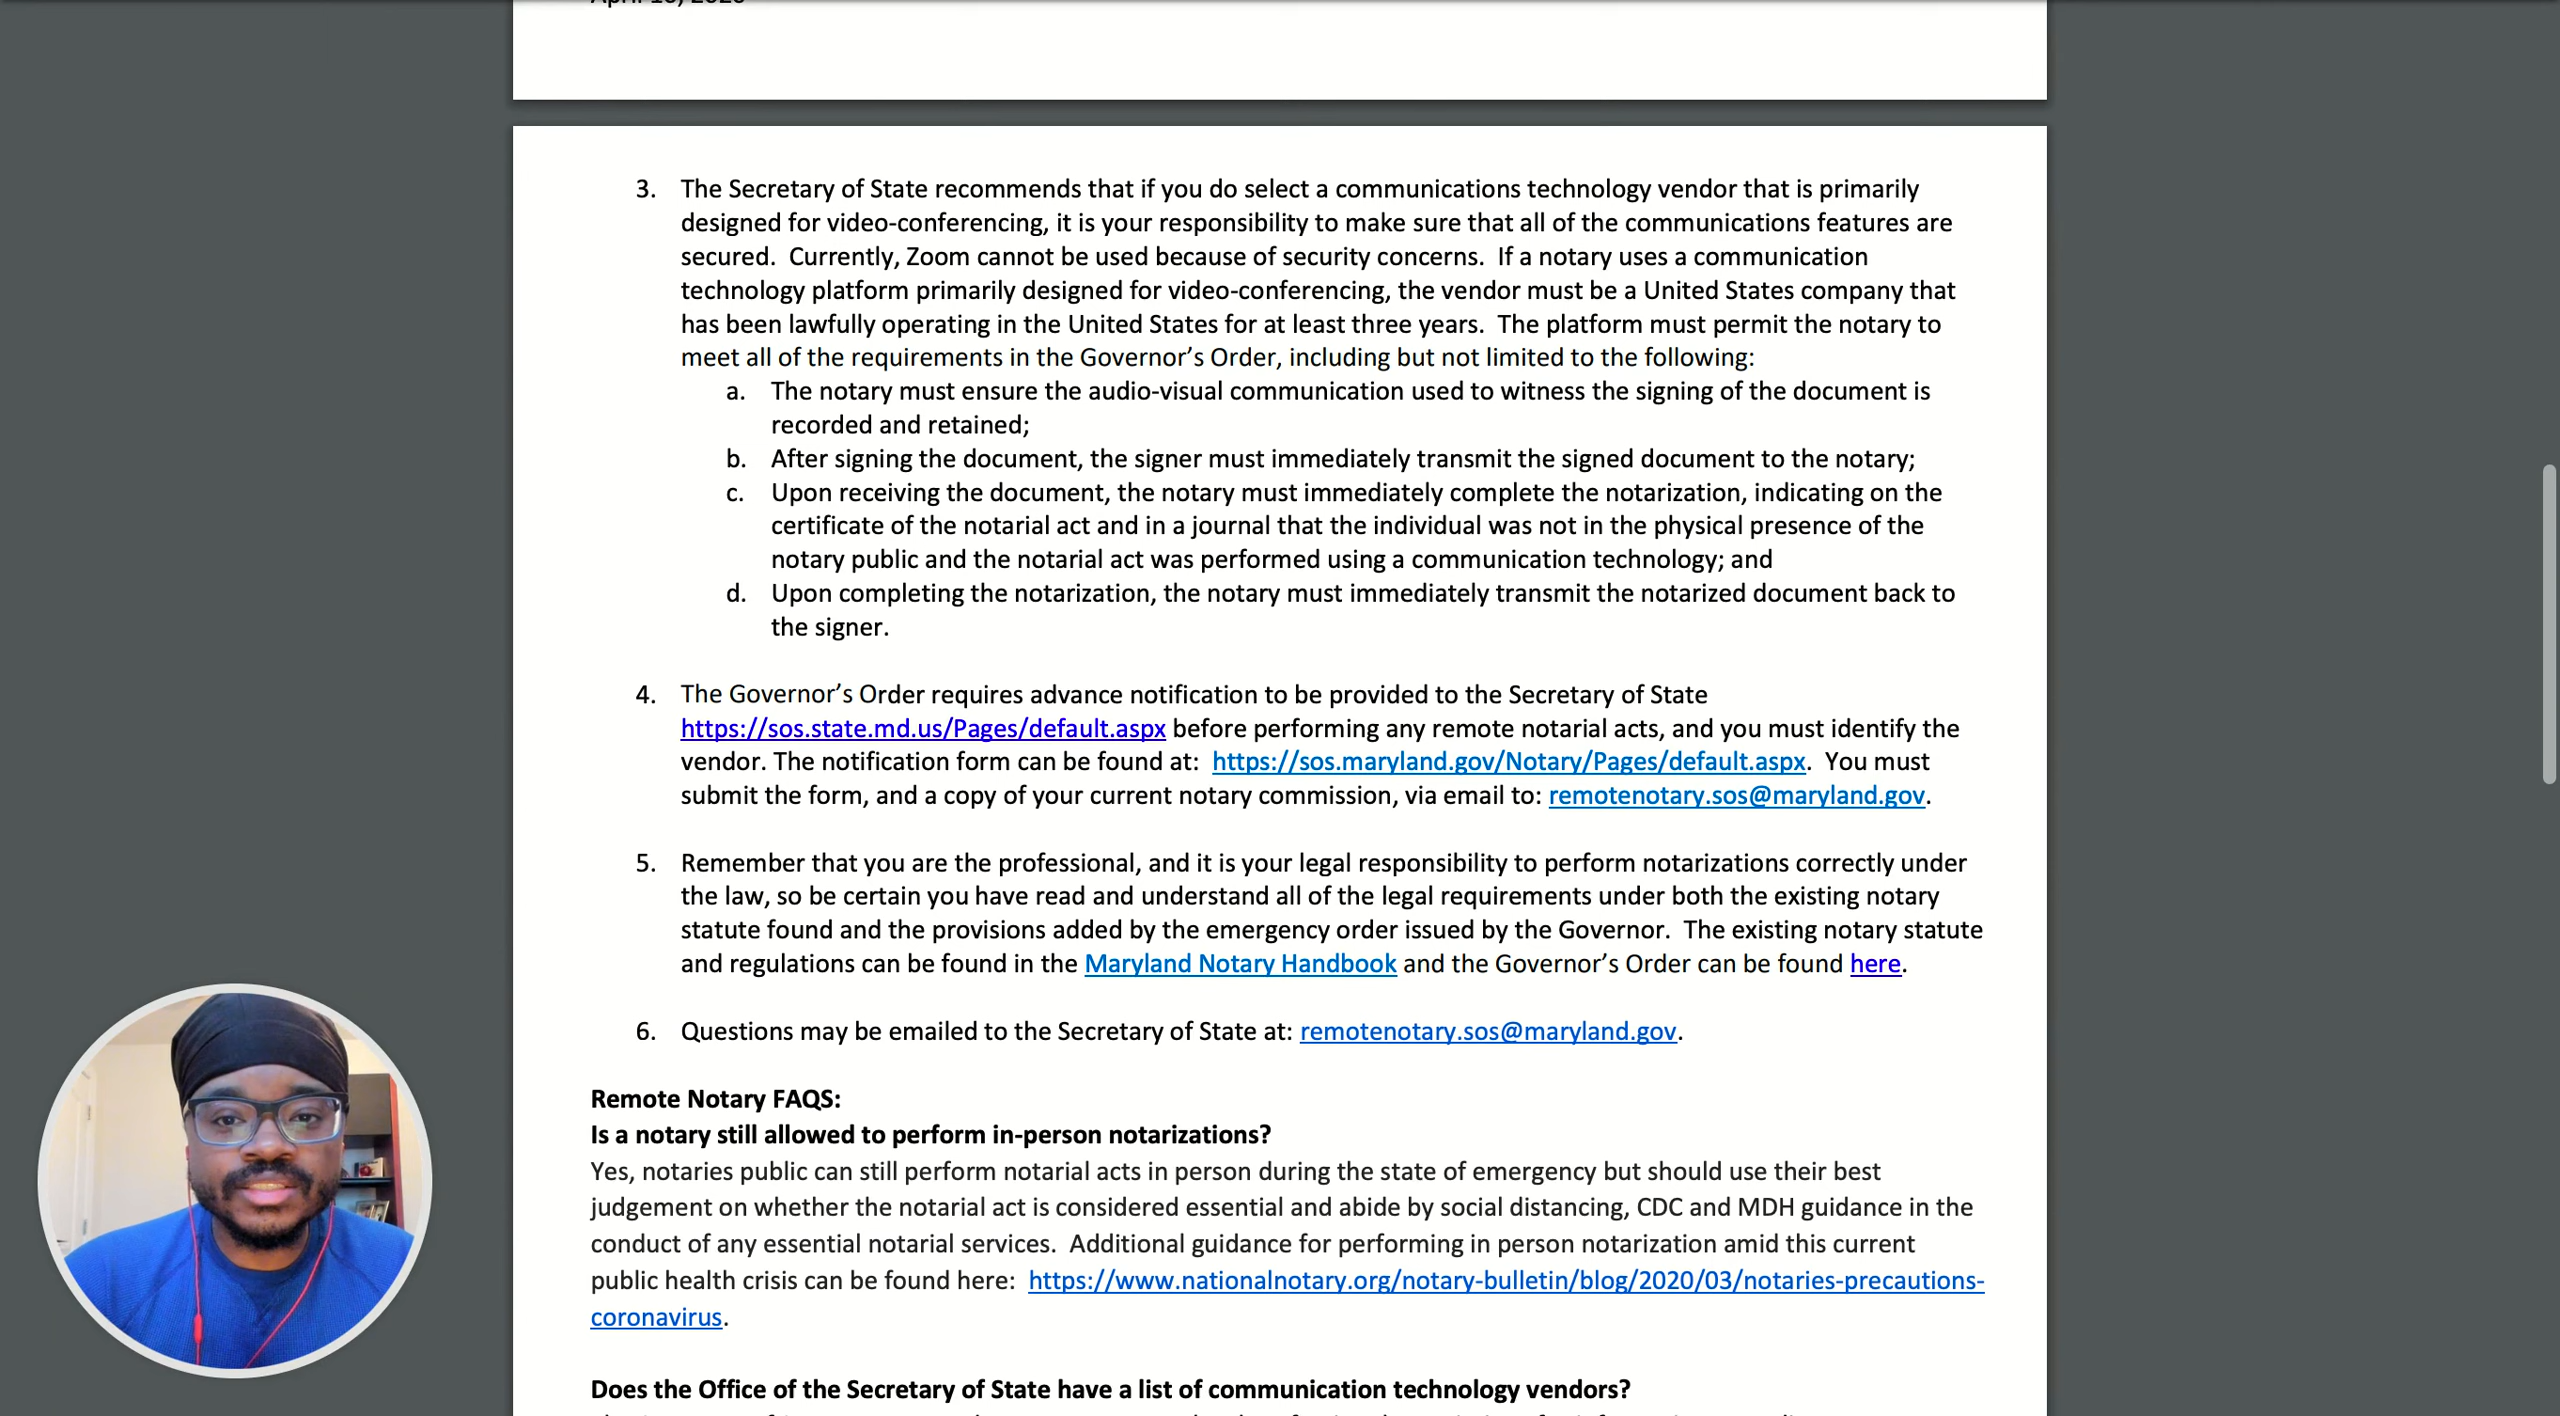 3. The Secretary of State recommends that if you do select a communications technology vendor that is primarily
designed for video-conferencing, it is your responsibility to make sure that all of the communications features are
secured.  Currently, Zoom cannot be used because of security concerns.  If a notary uses a communication
technology platform primarily designed for video-conferencing, the vendor must be a United States company that
has been lawfully operating in the United States for at least three years.  The platform must permit the notary to
meet all of the requirements in the Governor’s Order, including but not limited to the following:
a. The notary must ensure the audio-visual communication used to witness the signing of the document is
recorded and retained;
b. After signing the document, the signer must immediately transmit the signed document to the notary;
c. Upon receiving the document, the notary must immediately complete the notarization, indicating on the
certificate of the notarial act and in a journal that the individual was not in the physical presence of the
notary public and the notarial act was performed using a communication technology; and
d. Upon completing the notarization, the notary must immediately transmit the notarized document back to
the signer.
4. The Governor’s Order requires advance notification to be provided to the Secretary of State
https://sos.state.md.us/Pages/default.aspx before performing any remote notarial acts, and you must identify the
vendor. The notification form can be found at:  https://sos.maryland.gov/Notary/Pages/default.aspx.  You must
submit the form, and a copy of your current notary commission, via email to: remotenotary.sos@maryland.gov.
5. Remember that you are the professional, and it is your legal responsibility to perform notarizations correctly under
the law, so be certain you have read and understand all of the legal requirements under both the existing notary
statute found and the provisions added by the emergency order issued by the Governor.  The existing notary statute
and regulations can be found in the Maryland Notary Handbook and the Governor’s Order can be found here.
6. Questions may be emailed to the Secretary of State at: remotenotary.sos@maryland.gov.
Remote Notary FAQS:
Is a notary still allowed to perform in-person notarizations?
Yes, notaries public can still perform notarial acts in person during the state of emergency but should use their best
judgement on whether the notarial act is considered essential and abide by social distancing, CDC and MDH guidance in the
conduct of any essential notarial services.  Additional guidance for performing in person notarization amid this current
public health crisis can be found here:  https://www.nationalnotary.org/notary-bulletin/blog/2020/03/notaries-precautions-
coronavirus.
Does the Office of the Secretary of State have a list of communication technology vendors?